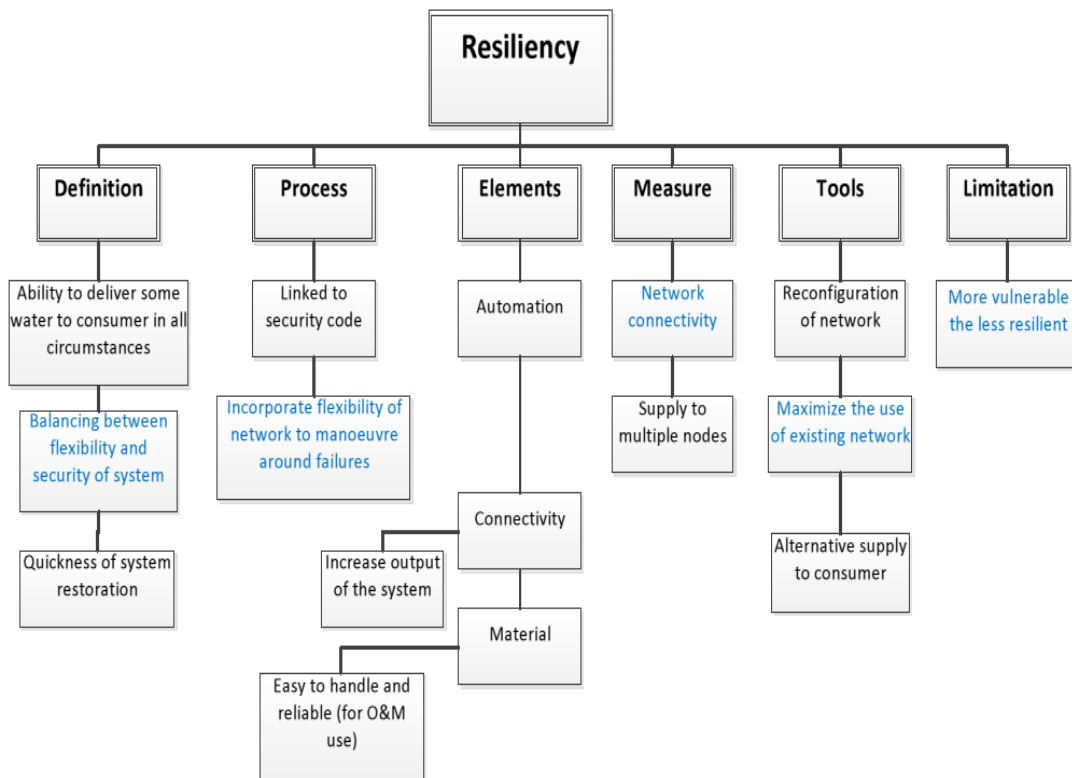 Resiliency
Definition
Process
Elements
Measure
Tools
Limitation
Ability to deliver some
water to consumer in all
circumstances
Balancing between
flexibility and
security of system
Quickness of system
restoration
Linked to
security code
Incorporate flexibility of
network to manoeuvre
around failures
Automation
Connectivity
Increase output
of the system
Material
Easy to handle and
reliable (for O&M
use)
Network
connectivity
Supply to
multiple nodes
Reconfiguration
of network
Maximize the use
of existing network
Alternative supply
to consumer
More vulnerable
the less resilient